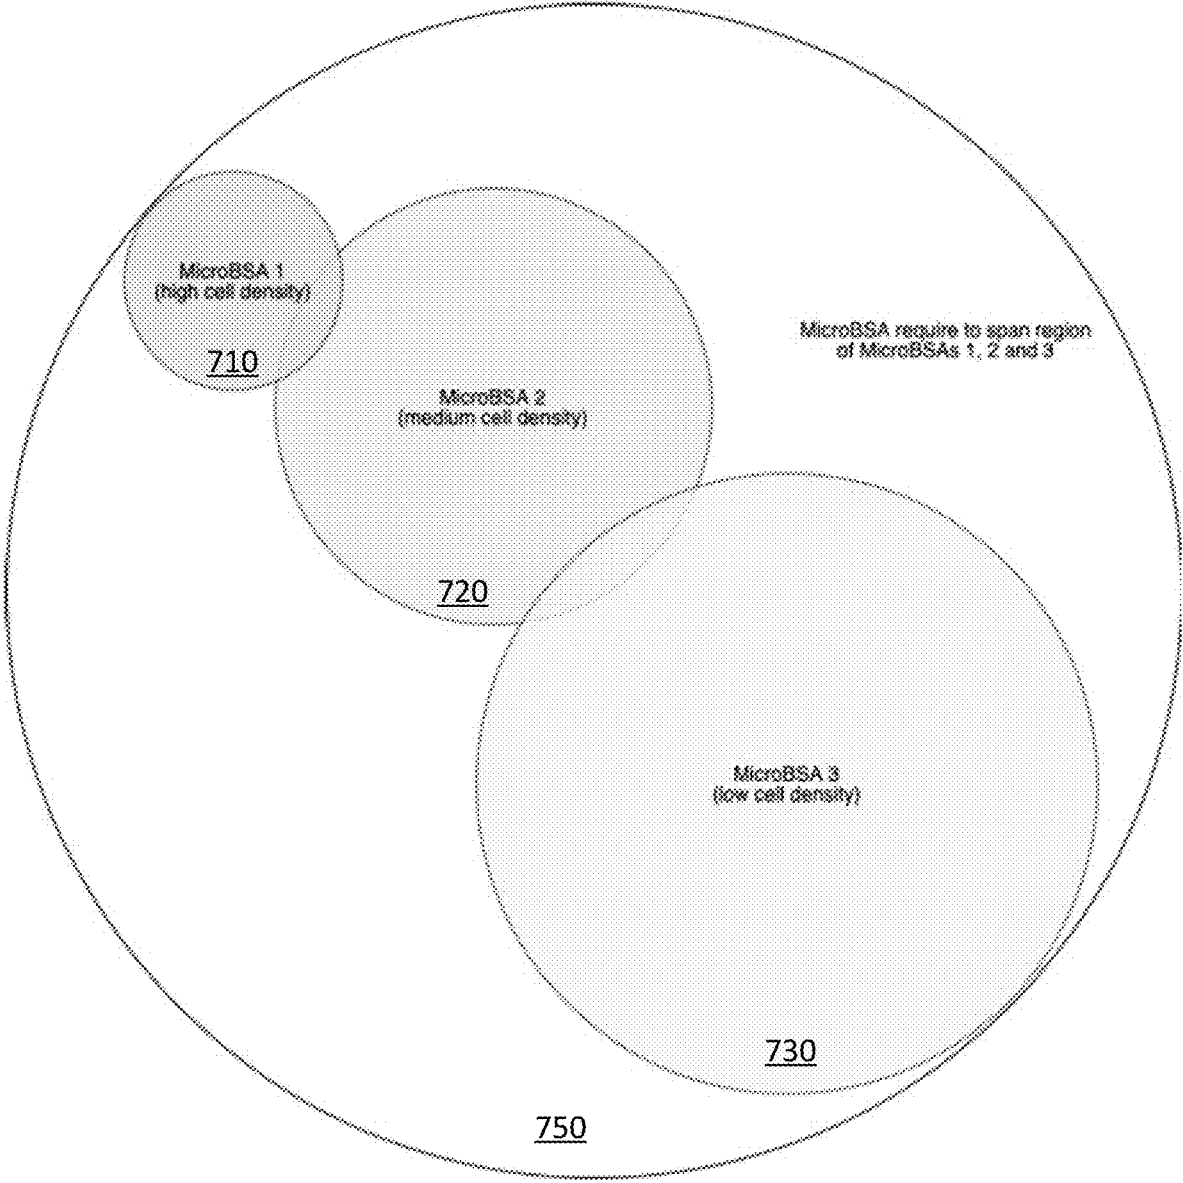 MicroBSA 1
(high cell density)
710
MicroBSA require to span region
of MicroBSAs 1, 2 and 3
MicroBSA 2
(medium cell density)
720
MicroBSA 3
(low cell density)
730
750